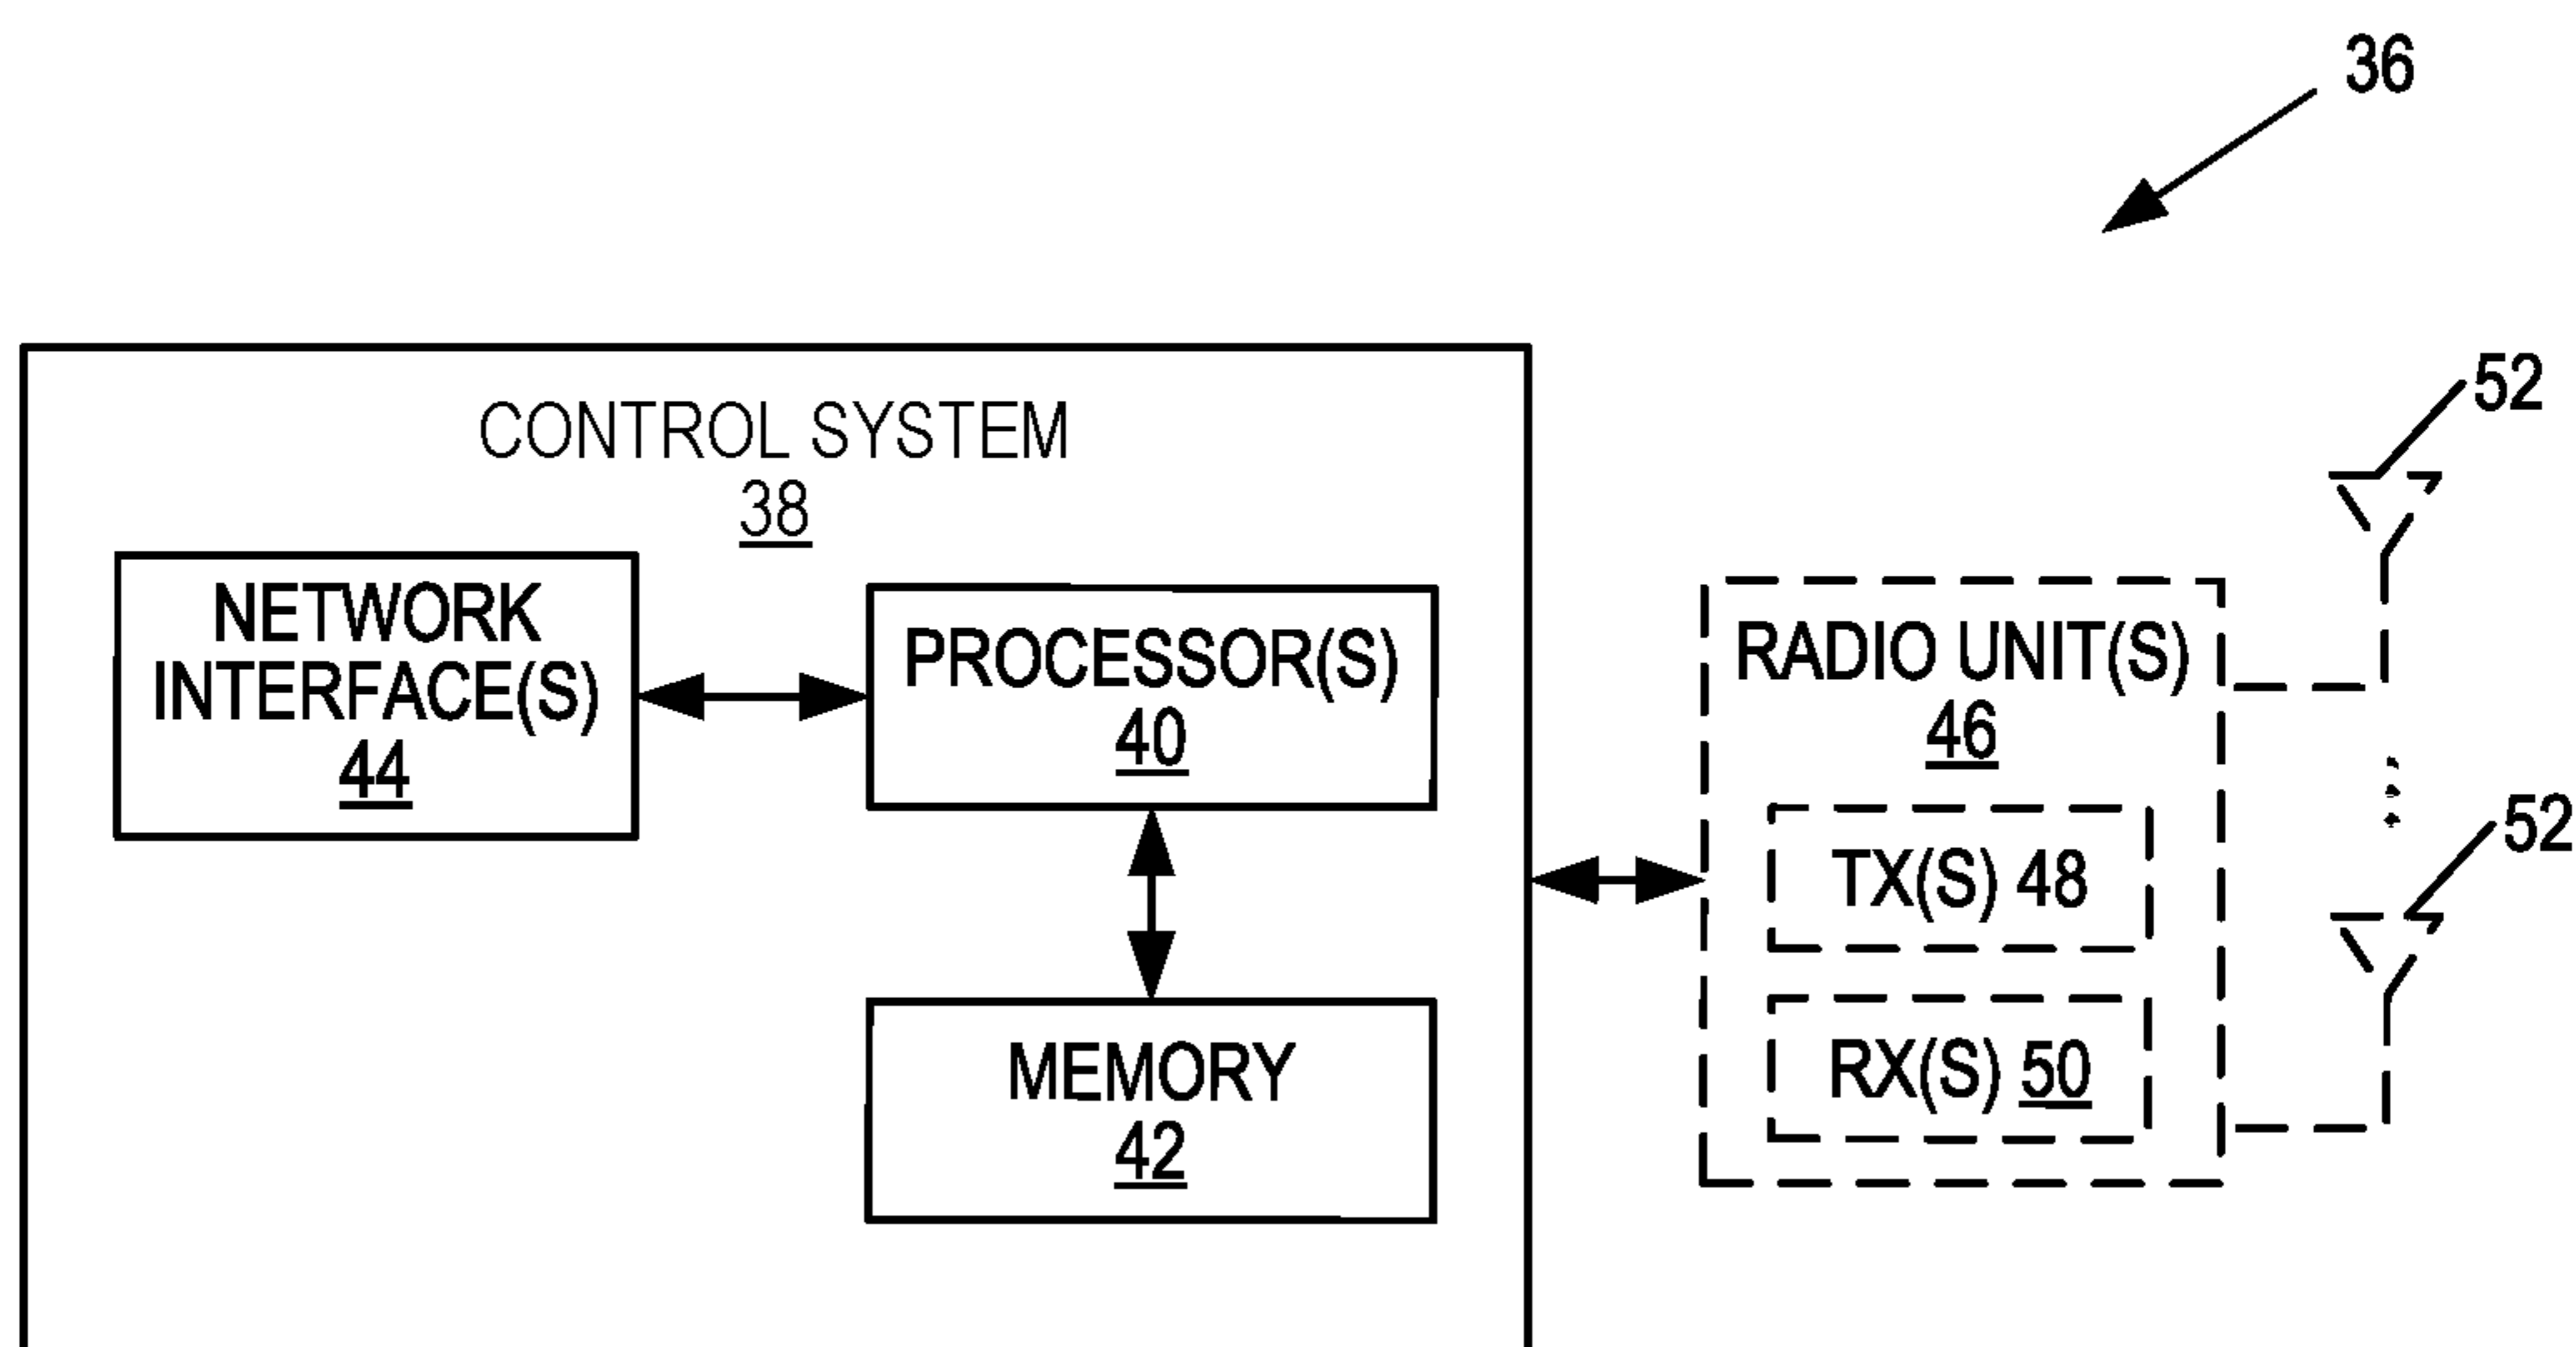 36
CONTROL SYSTEM
38
NETWORK
INTERFACE(S)
44
PROCESSOR(S)
40
MEMORY
42
RADIO UNIT(S)
46
TX(S) 48
RX(S) 50
52
52